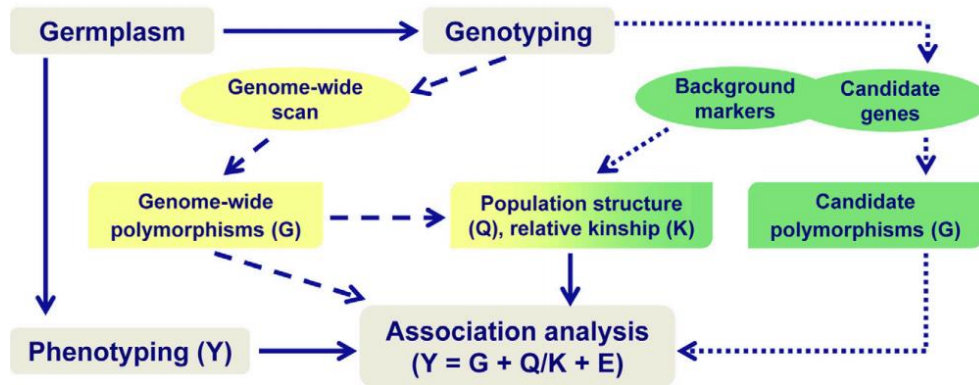 Germplasm
Genotyping
Genome-wide
scan
Background
markers
Candidate
genes
Genome-wide
polymorphisms (G)
Population structure
(Q), relative kinship (K)
Candidate
polymorphisms (G)
Phenotyping (Y)
Association analysis
(Y = G + Q/K + E)